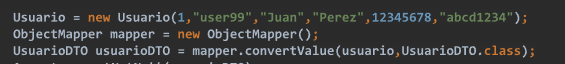 Usuario = new Usuario(1,"user99","Juan","Perez",12345678,"abcd1234");
ObjectMapper mapper = new ObjectMapper();
UsuarioDTO usuarioDTO = mapper.convertValue(usuario,UsuarioDTO.class);